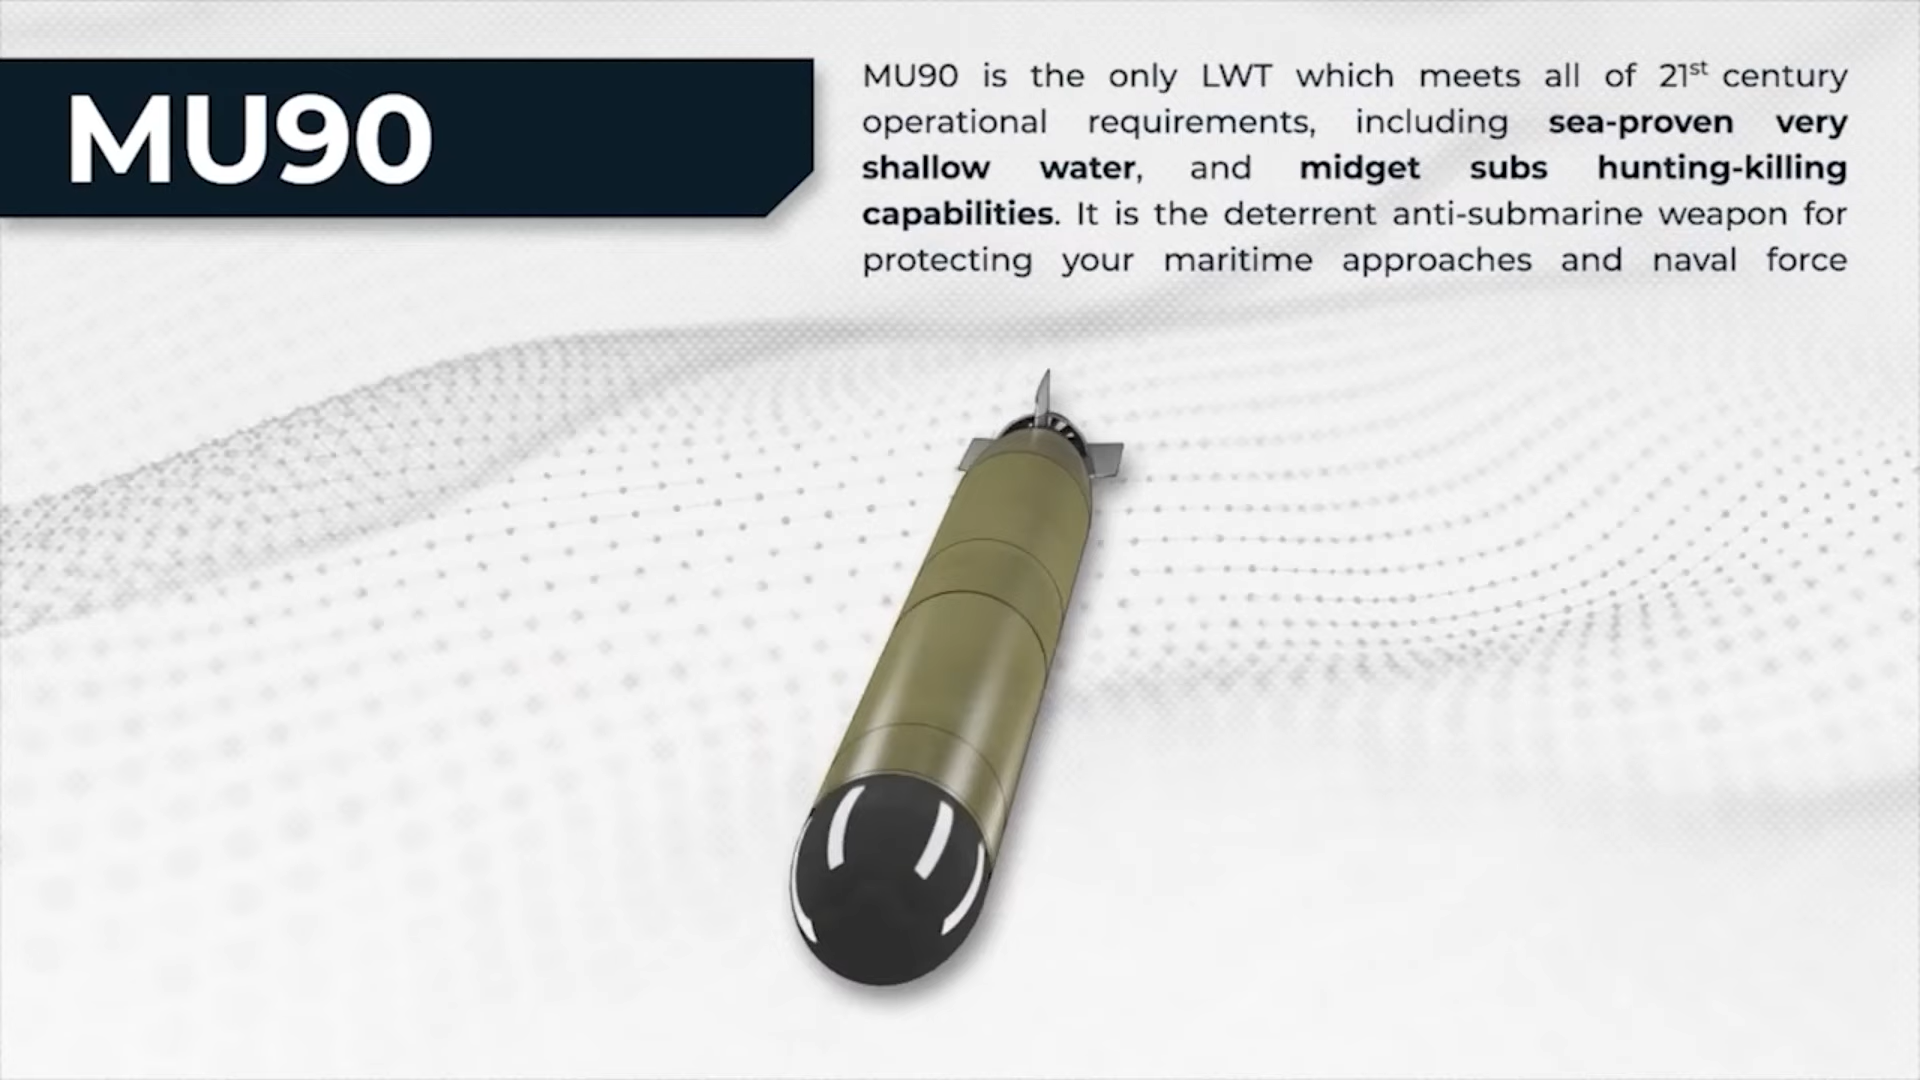 MU90
MU90 is the only LWT which meets all of 21st century
operational requirements, including sea-proven very
shallow water, and midget subs hunting-killing
capabilities. It is the deterrent anti-submarine weapon for
protecting your maritime approaches and naval force